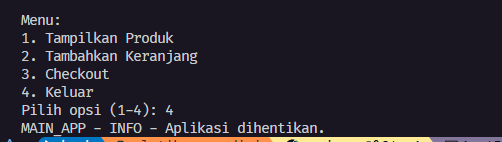 Menu:
1. Tampilkan Produk
2. Tambahkan Keranjang
3. Checkout
4. Keluar
Pilih opsi (1-4): 4
MAIN_APP - INFO - Aplikasi dihentikan.